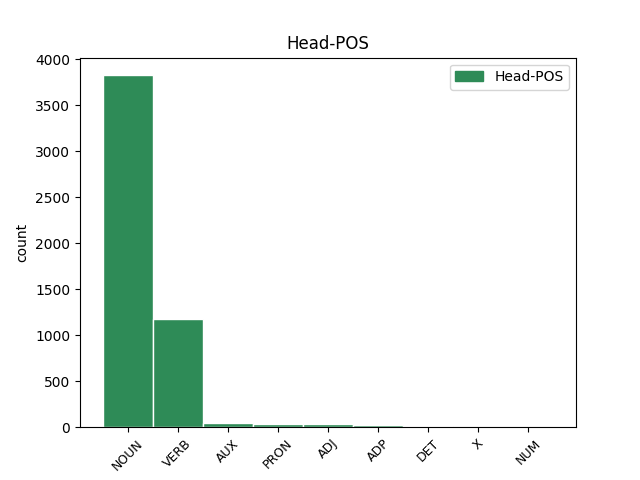 Head-POS
Head-POS
4000
3500
3000
2500
2000
1500
1000
500
0
count
NOUN
VERB
AUX
PRON
ADJ
ADP
DET
X
NUM